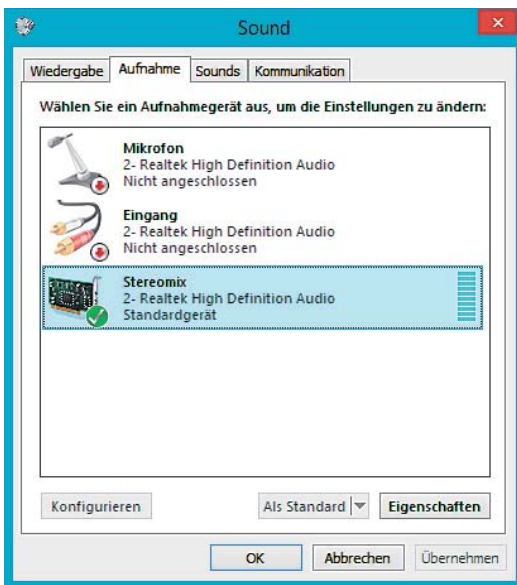 Sound
Wiedergabe Aufnahme Sounds Kommunikation
Wählen Sie ein Aufnahmegerät aus, um die Einstellungen zu ändern:
Mikrofon
2- Realtek High Definition Audio
Nicht angeschlossen
Eingang
2- Realtek High Definition Audio
Nicht angeschlossen
Stereomix
2- Realtek High Definition Audio
Standardgerät
Konfigurieren Als Standard Eigenschaften
OK Abbrechen Übernehmen